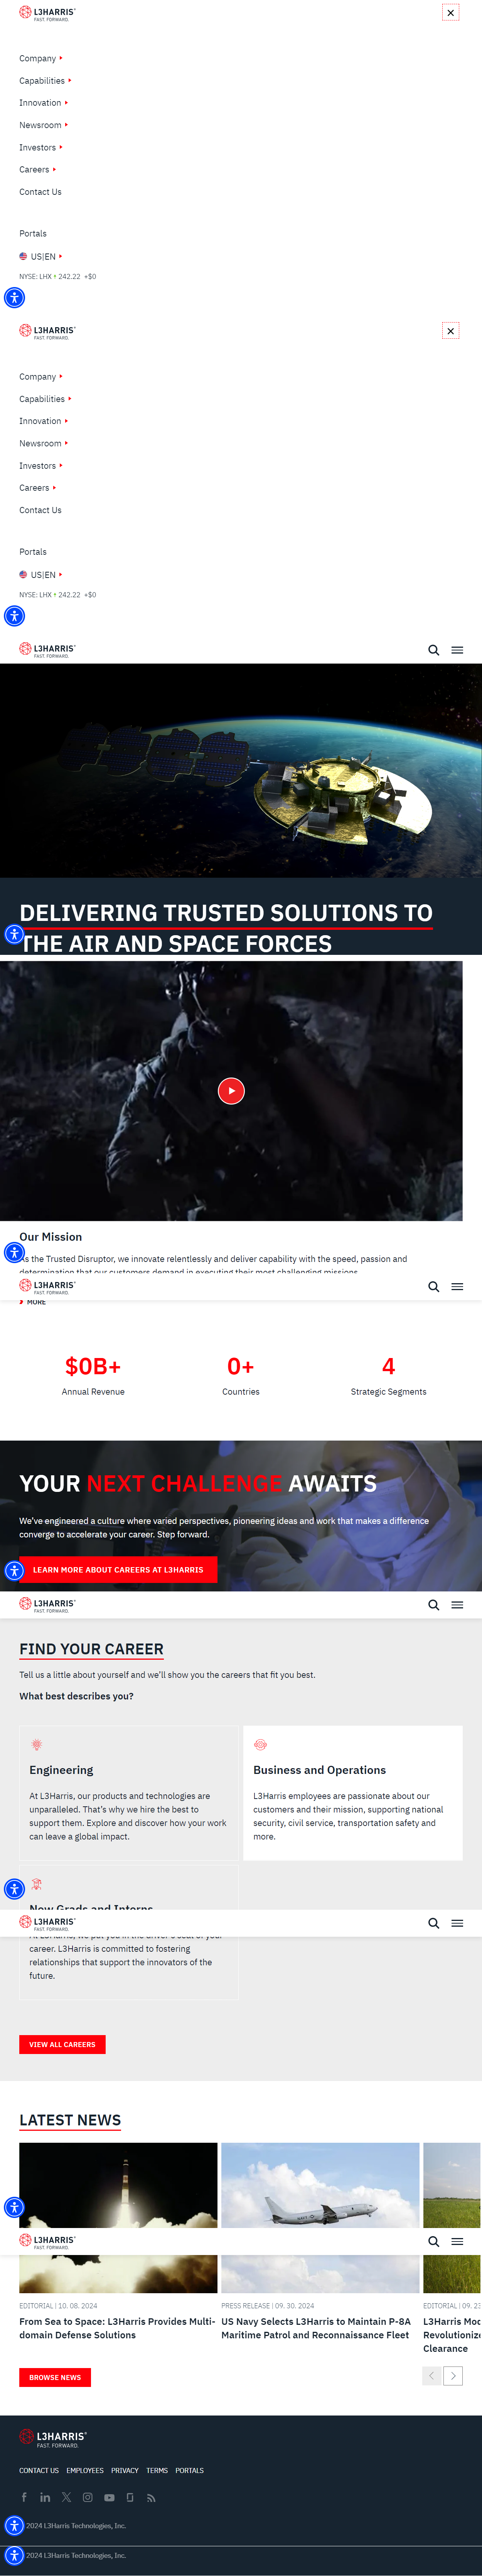 L3HARRIS
FAST. FORWARD.
Company
Capabilities
Innovation
Newsroom
Investors
Careers
Contact Us
Portals
US|EN
NYSE: LHX 242.22 +$0
L3HARRIS
FAST. FORWARD.
Company
Capabilities
Innovation
Newsroom
Investors
Careers
Contact Us
Portals
US|EN
NYSE: LHX 242.22 +$0
L3HARRIS
FAST. FORWARD.
DELIVERING TRUSTED SOLUTIONS TO
THE AIR AND SPACE FORCES
Our Mission
As the Trusted Disruptor, we innovate relentlessly and deliver capability with the speed, passion and
determination that our customers demand in executing their most challenging missions.
L3HARRIS
FAST. FORWARD.
MORE
$0B+
Annual Revenue
0+
Countries
4
Strategic Segments
YOUR NEXT CHALLENGE AWAITS
We've engineered a culture where varied perspectives, pioneering ideas and work that makes a difference
converge to accelerate your career. Step forward.
LEARN MORE ABOUT CAREERS AT L3HARRIS
L3HARRIS
FAST. FORWARD.
FIND YOUR CAREER
Tell us a little about yourself and we'll show you the careers that fit you best.
What best describes you?
Engineering
At L3Harris, our products and technologies are
unparalleled. That's why we hire the best to
support them. Explore and discover how your work
can leave a global impact.
Business and Operations
L3Harris employees are passionate about our
customers and their mission, supporting national
security, civil service, transportation safety and
more.
New Grads and Interns
L3HARRIS
FAST. FORWARD.
At L3Harris, we put you in the driver's seat of your
career. L3Harris is committed to fostering
relationships that support the innovators of the
future.
VIEW ALL CAREERS
LATEST NEWS
L3HARRIS
FAST. FORWARD.
EDITORIAL | 10. 08. 2024
From Sea to Space: L3Harris Provides Multi-
domain Defense Solutions
PRESS RELEASE | 09. 30. 2024
US Navy Selects L3Harris to Maintain P-8A
Maritime Patrol and Reconnaissance Fleet
EDITORIAL | 09. 23
L3Harris Mod
Revolutionize
Clearance
BROWSE NEWS
L3HARRIS
FAST. FORWARD.
CONTACT US EMPLOYEES PRIVACY TERMS PORTALS
2024 L3Harris Technologies, Inc.
2024 L3Harris Technologies, Inc.